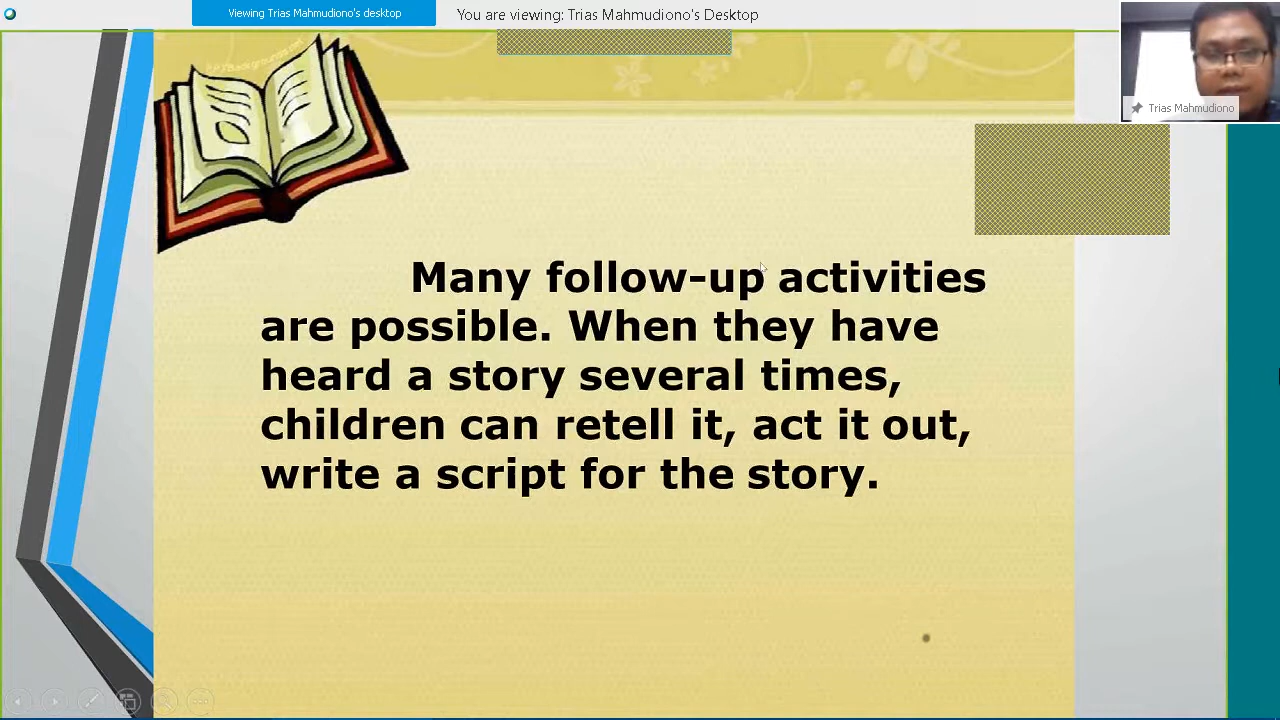 Viewing Trias Mahmudiono's desktop
You are viewing: Trias Mahmudiono's Desktop
Trias Mahmudiono
Many follow-up activities
are possible. When they have
heard a story several times,
children can retell it, act it out,
write a script for the story.